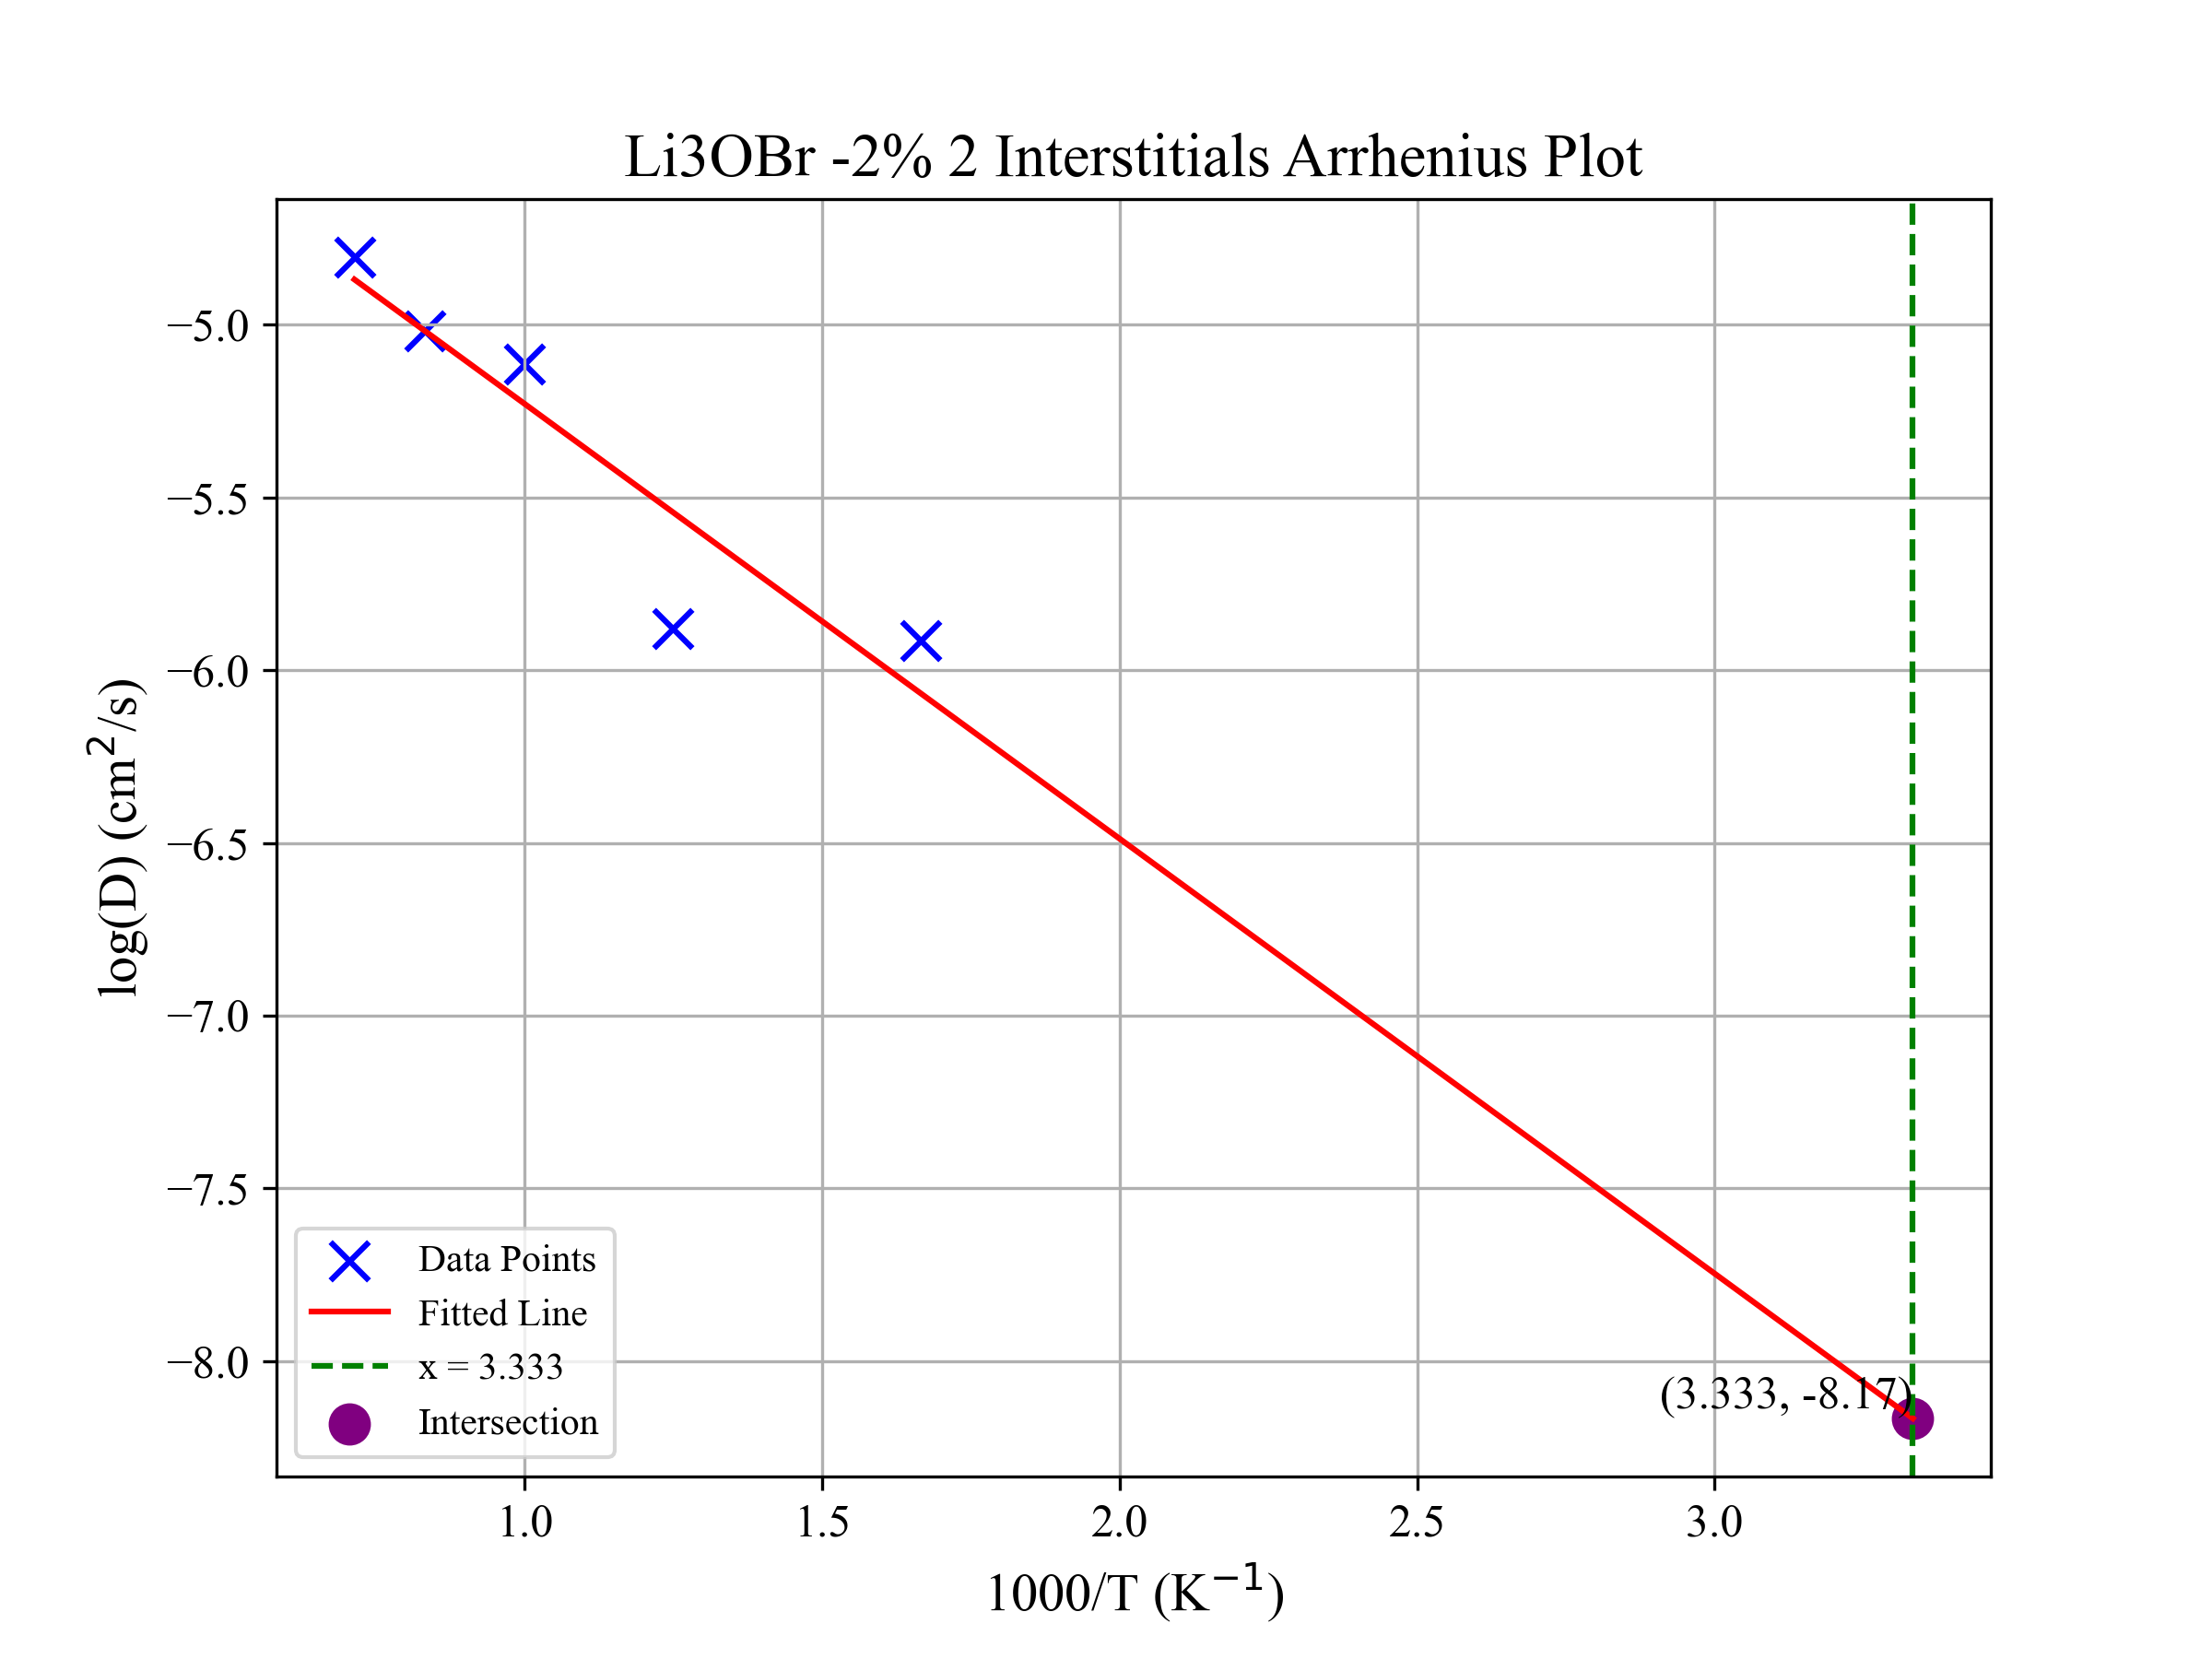 Li3OBr -2% 2 Interstitials Arrhenius Plot
log(D) (cm²/s)
−5.0
−5.5
−6.0
−6.5
−7.0
−7.5
−8.0
(3.333, -8.17)
Data Points
Fitted Line
x = 3.333
Intersection
1.0 1.5 2.0 2.5 3.0
1000/T (K⁻¹)